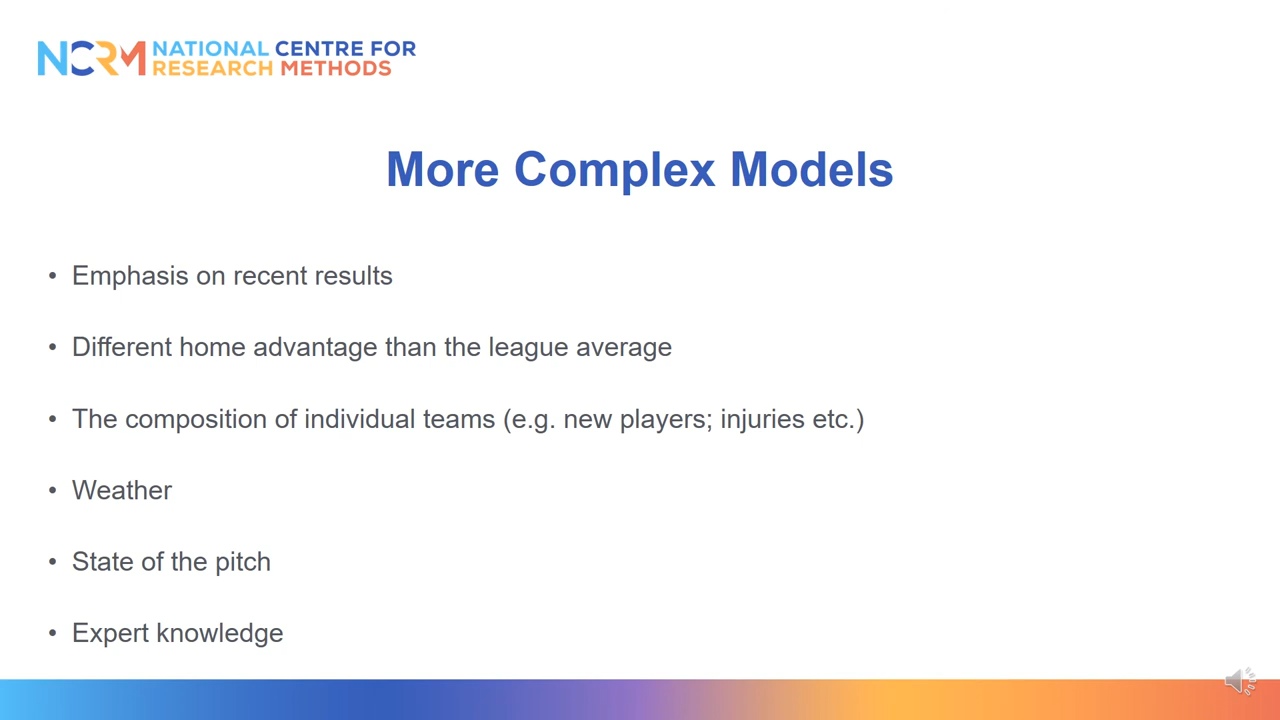 NCRM NATIONAL CENTRE FOR
RESEARCH METHODS
More Complex Models
• Emphasis on recent results
• Different home advantage than the league average
• The composition of individual teams (e.g. new players; injuries etc.)
• Weather
• State of the pitch
• Expert knowledge